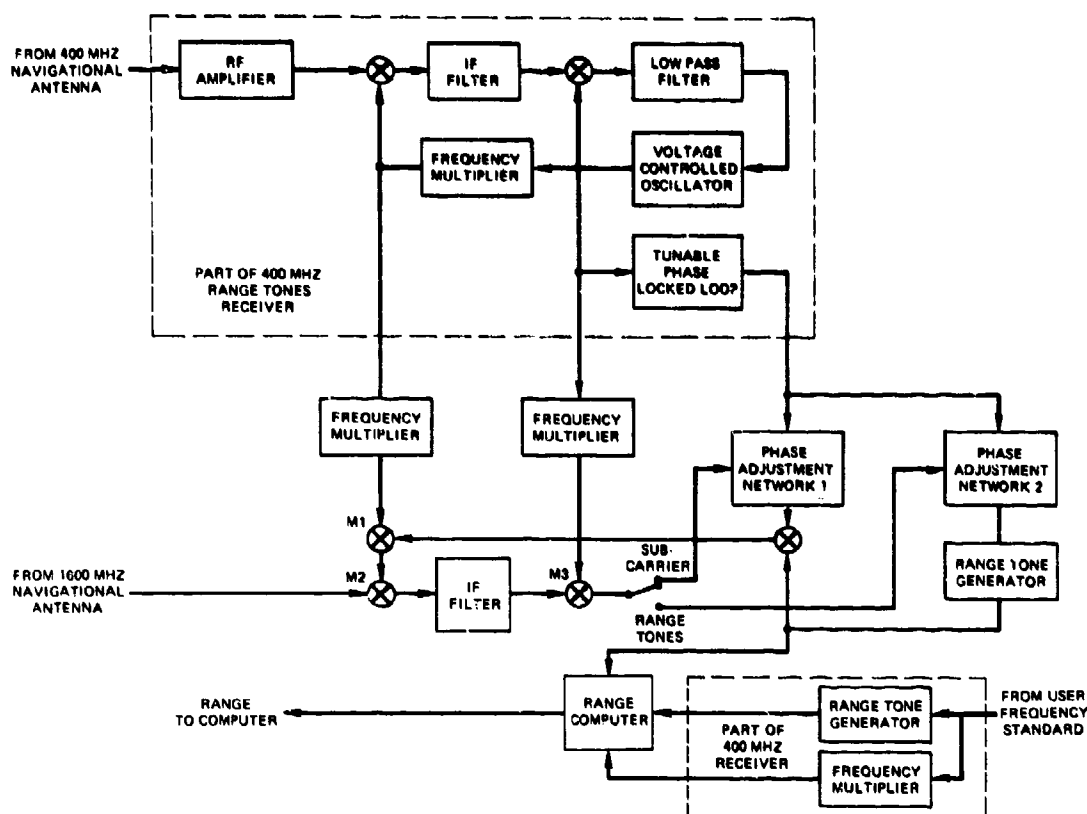 FROM 400 MHZ
NAVIGATIONAL
ANTENNA
RF
AMPLIFIER
IF
FILTER
LOW PASS
FILTER
FREQUENCY
MULTIPLIER
VOLTAGE
CONTROLLED
OSCILLATOR
PART OF 400 MHZ
RANGE TONES
RECEIVER
TUNABLE
PHASE
LOCKED LOO?
FREQUENCY
MULTIPLIER
FREQUENCY
MULTIPLIER
PHASE
ADJUSTMENT
NETWORK 1
PHASE
ADJUSTMENT
NETWORK 2
M1
FROM 1600 MHZ
NAVIGATIONAL
ANTENNA
M2
IF
FILTER
M3
SUB-
CARRIER
RANGE
TONES
RANGE TONE
GENERATOR
RANGE
TO COMPUTER
RANGE
COMPUTER
PART OF
400 MHZ
RECEIVER
RANGE TONE
GENERATOR
FREQUENCY
MULTIPLIER
FROM USER
FREQUENCY
STANDARD